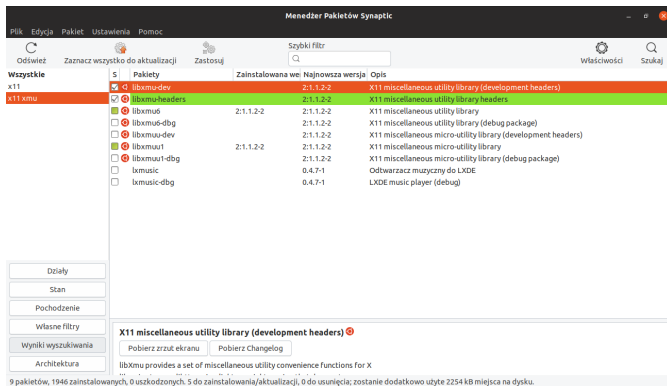 Menedżer Pakietów Synaptic
Plik Edycja Pakiet Ustawienia Pomoc
Odśwież Zaznacz wszystko do aktualizacji Zastosuj Szybki filtr Właściwości Szukaj
Wszystkie
x11
x11 xmu
S Pakiety Zainstalowana we Najnowsza wersja Opis
libxmu-dev 2:1.1.2-2 X11 miscellaneous utility library (development headers)
libxmu-headers 2:1.1.2-2 X11 miscellaneous utility library headers
libxmu6 2:1.1.2-2 2:1.1.2-2 X11 miscellaneous utility library
libxmu6-dbg 2:1.1.2-2 X11 miscellaneous utility library (debug package)
libxmuu-dev 2:1.1.2-2 X11 miscellaneous micro-utility library (development headers)
libxmuu1 2:1.1.2-2 2:1.1.2-2 X11 miscellaneous micro-utility library
libxmuu1-dbg 2:1.1.2-2 X11 miscellaneous micro-utility library (debug package)
lxmusic 0.4.7-1 Odtwarzacz muzyczny do LXDE
lxmusic-dbg 0.4.7-1 LXDE music player (debug)
Działy
Stan
Pochodzenie
Własne filtry
Wyniki wyszukiwania
Architektura
X11 miscellaneous utility library (development headers)
Pobierz zrzut ekranu Pobierz Changelog
libXmu provides a set of miscellaneous utility convenience functions for X
9 pakietów, 1946 zainstalowanych, 0 uszkodzonych. 5 do zainstalowania/aktualizacji, 0 do usunięcia; zostanie dodatkowo użyte 2254 kB miejsca na dysku.